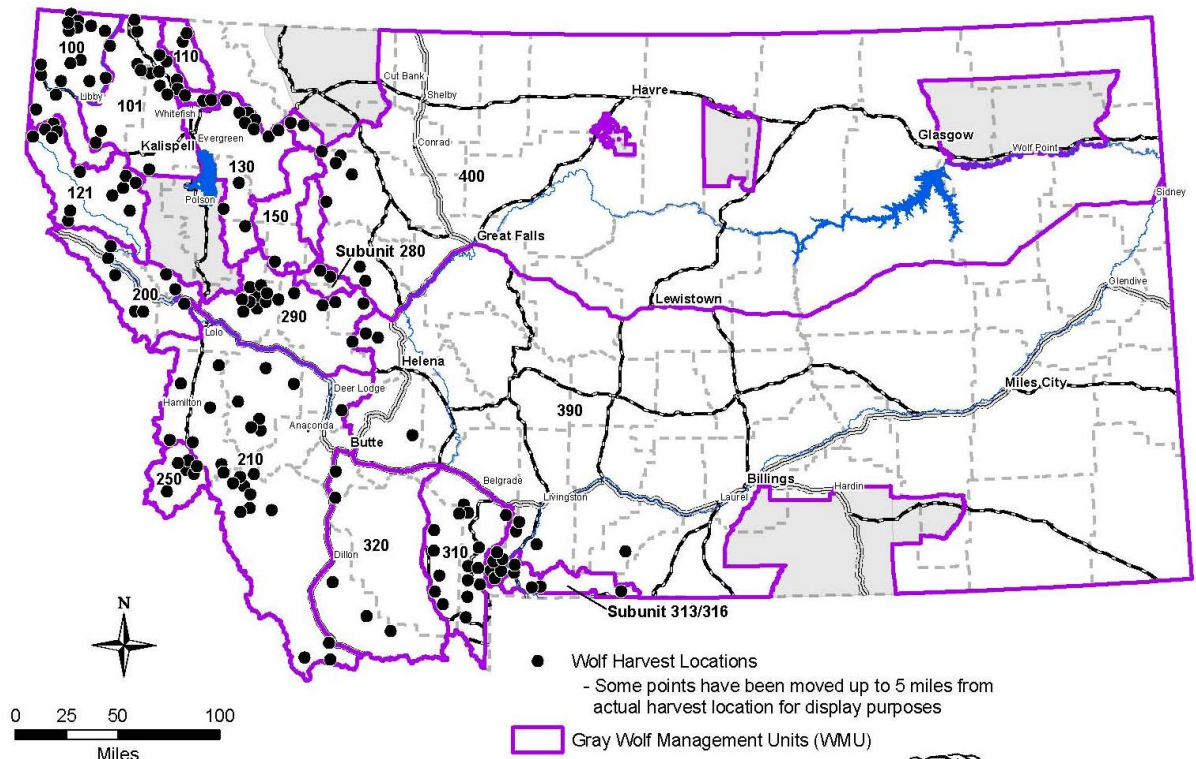 100
110
Cut Bank
Shelby
Havre
Libby
101
Whitefish
Evergreen
Kalispell
Conrad
Glasgow
Wolf Point
130
400
121
Polson
150
Sidney
Great Falls
Subunit 280
200
290
Lewistown
Glendive
Lolo
Helena
Deer Lodge
Miles City
Hamilton
390
Anaconda
Butte
210
250
Belgrade
Billings
Livingston
Laurel
Hardin
320
310
Dillon
Subunit 313/316
N
Wolf Harvest Locations
- Some points have been moved up to 5 miles from
actual harvest location for display purposes
0 25 50 100
Miles
Gray Wolf Management Units (WMU)